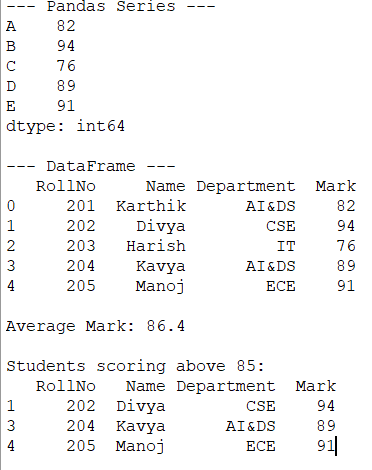 --- Pandas Series ---
A    82
B    94
C    76
D    89
E    91
dtype: int64

--- DataFrame ---
   RollNo     Name Department  Mark
0     201  Karthik      AI&DS    82
1     202    Divya        CSE    94
2     203   Harish         IT    76
3     204    Kavya      AI&DS    89
4     205    Manoj        ECE    91

Average Mark: 86.4

Students scoring above 85:
   RollNo   Name Department  Mark
1     202  Divya        CSE    94
3     204  Kavya      AI&DS    89
4     205  Manoj        ECE    91